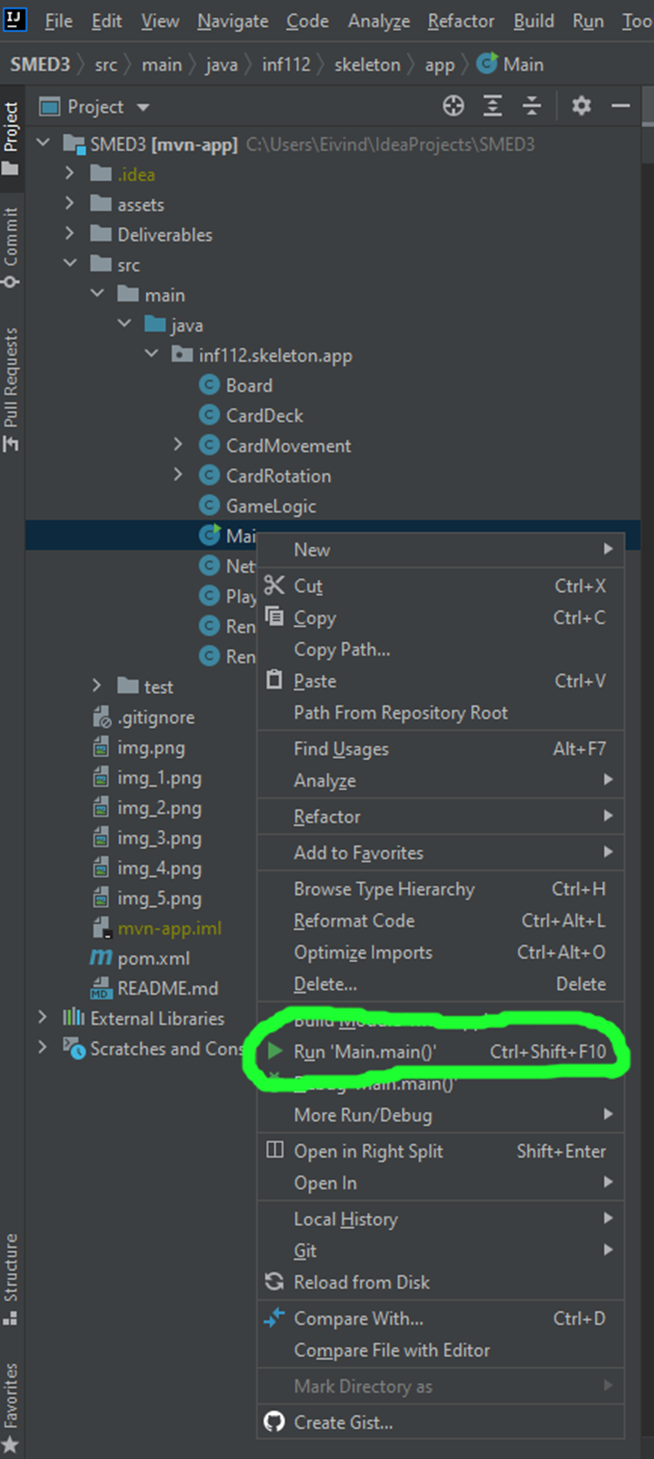 IJ File Edit View Navigate Code Analyze Refactor Build Run Too
SMED3 src main java inf112 skeleton app Main
Project
Project
Commit
Pull Requests
SMED3 [mvn-app] C:\Users\Eivind\IdeaProjects\SMED3
.idea
assets
Deliverables
src
main
java
inf112.skeleton.app
Board
CardDeck
CardMovement
CardRotation
GameLogic
Mai
Net
Play
Ren
Ren
test
.gitignore
img.png
img_1.png
img_2.png
img_3.png
img_4.png
img_5.png
mvn-app.iml
pom.xml
README.md
External Libraries
Scratches and Cons
New
Cut Ctrl+X
Copy Ctrl+C
Copy Path...
Paste Ctrl+V
Path From Repository Root
Find Usages Alt+F7
Analyze
Refactor
Add to Favorites
Browse Type Hierarchy Ctrl+H
Reformat Code Ctrl+Alt+L
Optimize Imports Ctrl+Alt+O
Delete... Delete
Build Module
Run 'Main.main()' Ctrl+Shift+F10
Debug 'Main.main()'
More Run/Debug
Open in Right Split Shift+Enter
Open In
Local History
Git
Reload from Disk
Compare With... Ctrl+D
Compare File with Editor
Mark Directory as
Create Gist...
Structure
Favorites